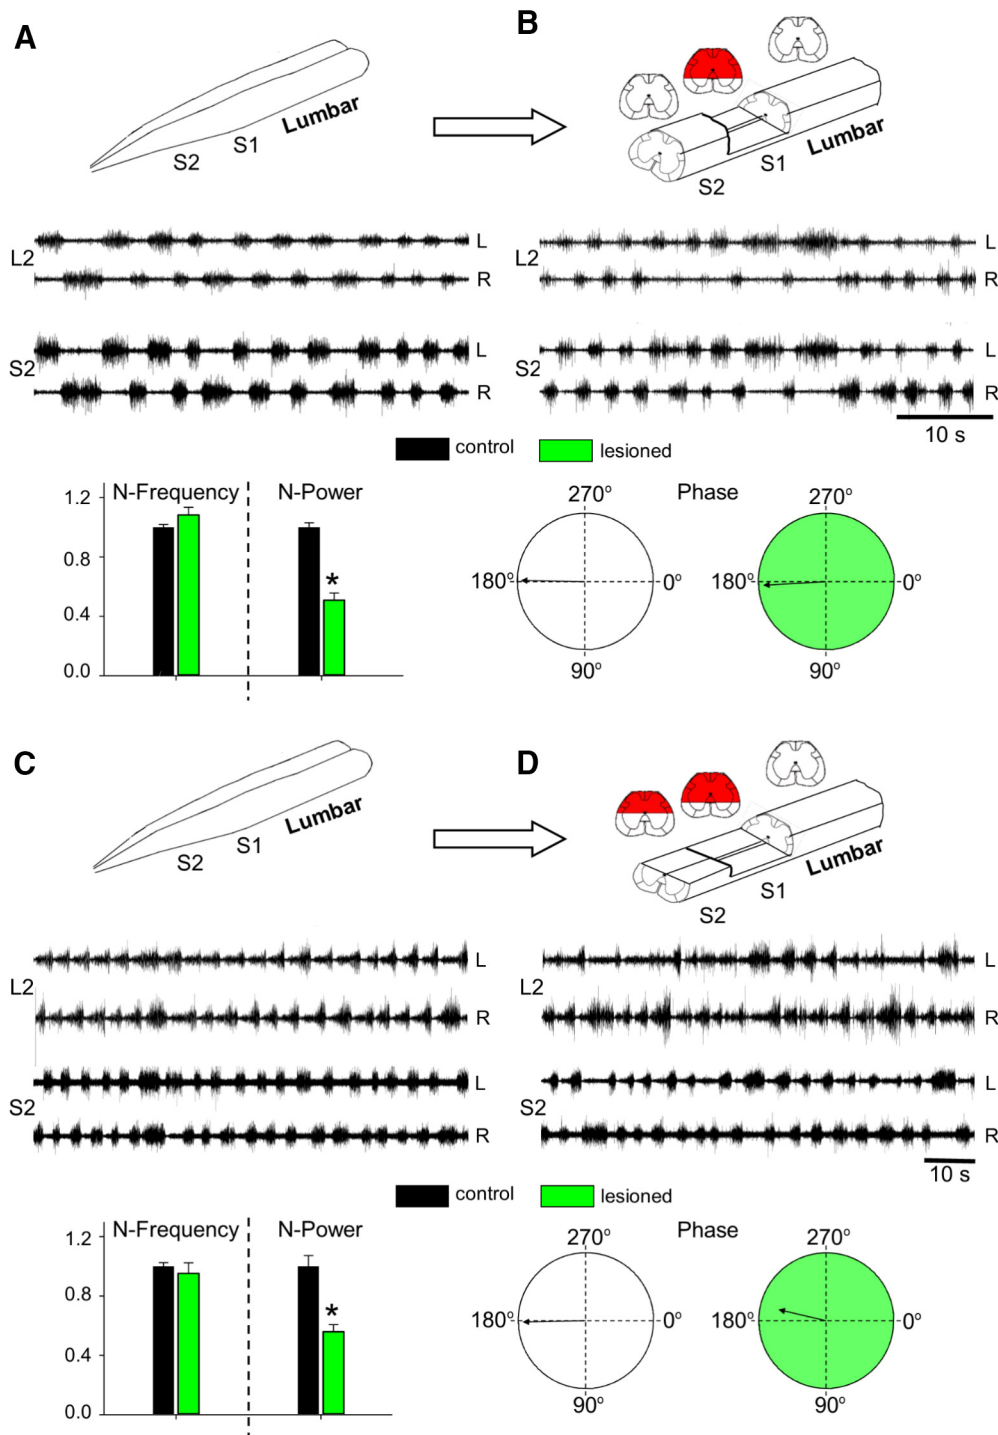 A
B
Lumbar
S1
S2
Lumbar
S1
S2
L2
L
R
S2
L
R
L2
L
R
S2
L
R
10 s
control
lesioned
N-Frequency
N-Power
1.2
0.8
0.4
0.0
*
Phase
270°
180°
0°
90°
270°
180°
0°
90°
C
D
Lumbar
S1
S2
Lumbar
S1
S2
L2
L
R
S2
L
R
L2
L
R
S2
L
R
10 s
control
lesioned
N-Frequency
N-Power
1.2
0.8
0.4
0.0
*
Phase
270°
180°
0°
90°
270°
180°
0°
90°